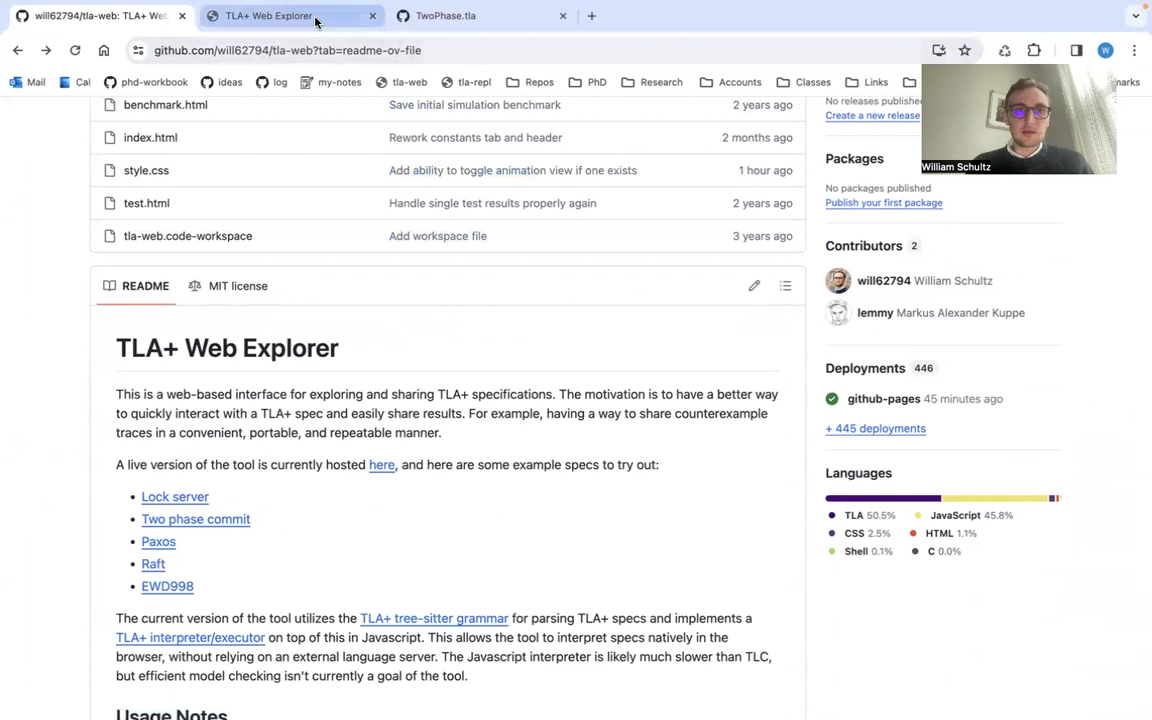 will62794/tla-web: TLA+ Web
TLA+ Web Explorer
TwoPhase.tla
github.com/will62794/tla-web?tab=readme-ov-file
W
Mail
Cal
phd-workbook
ideas
log
my-notes
tla-web
tla-repl
Repos
PhD
Research
Accounts
Classes
Links
William Schultz
benchmark.html
Save initial simulation benchmark
2 years ago
index.html
Rework constants tab and header
2 months ago
style.css
Add ability to toggle animation view if one exists
1 hour ago
test.html
Handle single test results properly again
2 years ago
tla-web.code-workspace
Add workspace file
3 years ago
README
MIT license
TLA+ Web Explorer
This is a web-based interface for exploring and sharing TLA+ specifications. The motivation is to have a better way
to quickly interact with a TLA+ spec and easily share results. For example, having a way to share counterexample
traces in a convenient, portable, and repeatable manner.
A live version of the tool is currently hosted here, and here are some example specs to try out:
• Lock server
• Two phase commit
• Paxos
• Raft
• EWD998
The current version of the tool utilizes the TLA+ tree-sitter grammar for parsing TLA+ specs and implements a
TLA+ interpreter/executor on top of this in Javascript. This allows the tool to interpret specs natively in the
browser, without relying on an external language server. The Javascript interpreter is likely much slower than TLC,
but efficient model checking isn't currently a goal of the tool.
Usage Notes
No releases published
Create a new release
Packages
No packages published
Publish your first package
Contributors 2
will62794 William Schultz
lemmy Markus Alexander Kuppe
Deployments 446
github-pages 45 minutes ago
+ 445 deployments
Languages
TLA 50.5%
JavaScript 45.8%
CSS 2.5%
HTML 1.1%
Shell 0.1%
C 0.0%